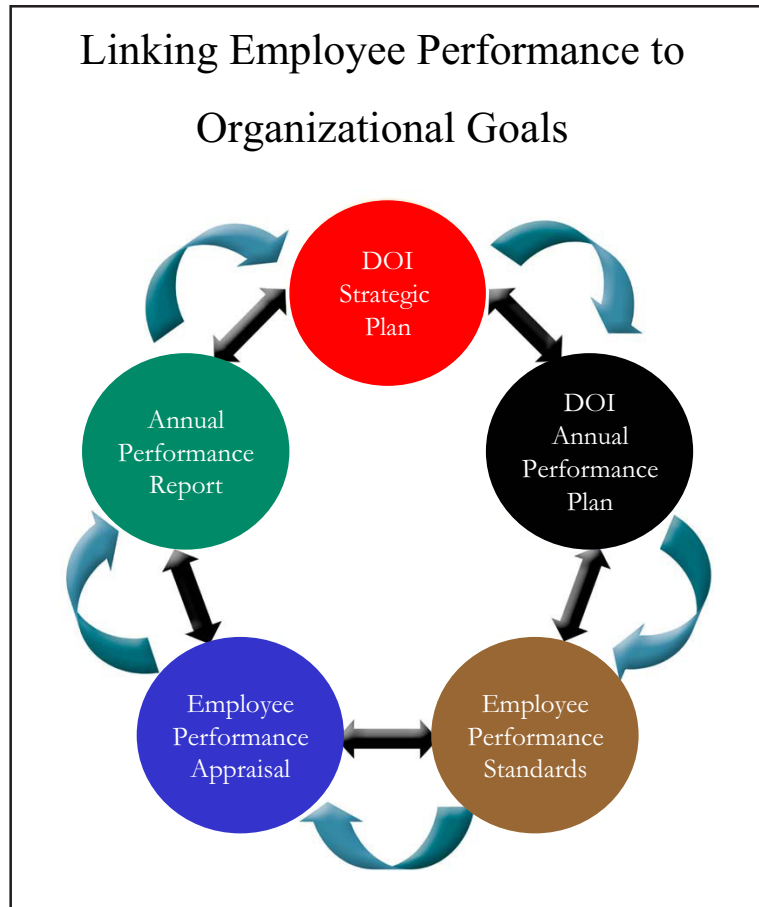 Linking Employee Performance to
Organizational Goals
DOI
Strategic
Plan
DOI
Annual
Performance
Plan
Employee
Performance
Standards
Employee
Performance
Appraisal
Annual
Performance
Report